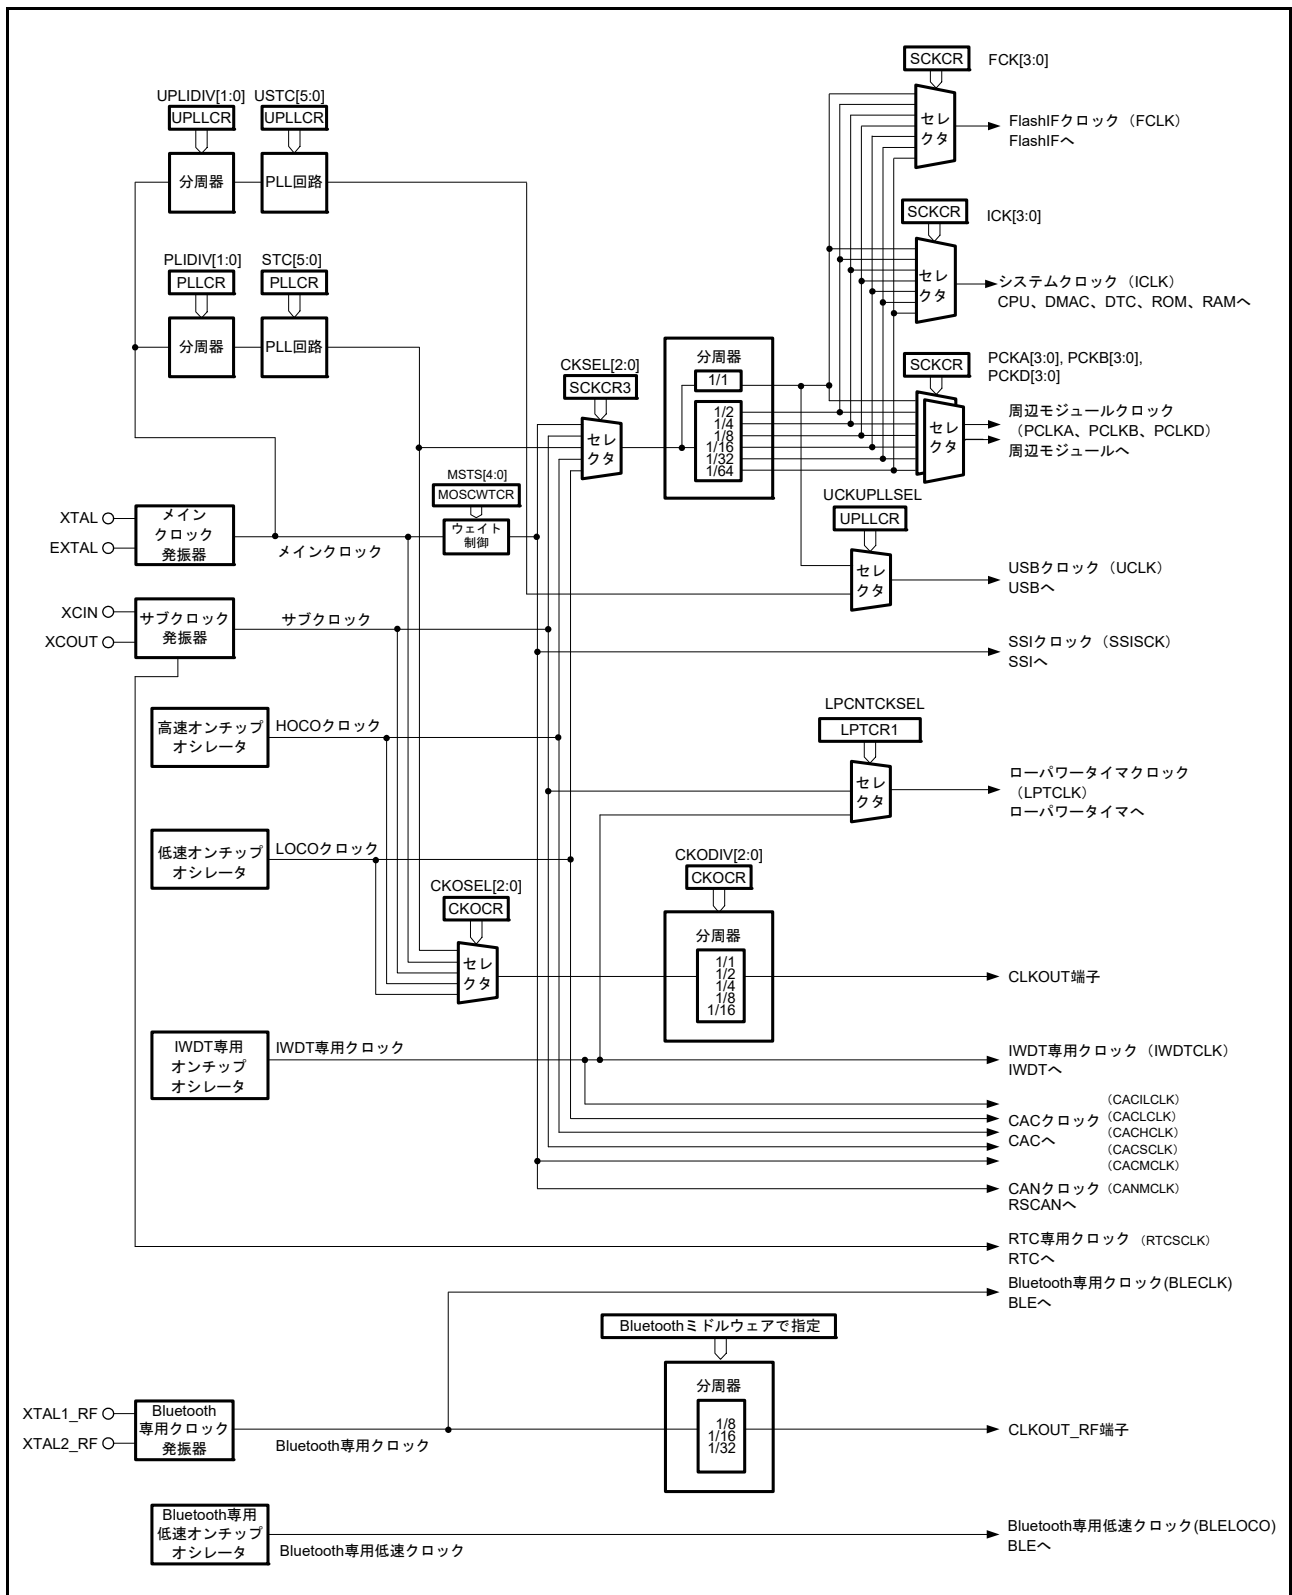 SCKCR FCK[3:0]
セレ
クタ
FlashIFクロック（FCLK）
FlashIFへ
UPLIDIV[1:0] USTC[5:0]
UPLLCR UPLLCR
分周器 PLL回路
SCKCR ICK[3:0]
セレ
クタ
システムクロック（ICLK）
CPU、DMAC、DTC、ROM、RAMへ
PLIDIV[1:0] STC[5:0]
PLLCR PLLCR
分周器 PLL回路
CKSEL[2:0]
SCKCR3
セレ
クタ
分周器
1/1
1/2
1/4
1/8
1/16
1/32
1/64
SCKCR PCKA[3:0], PCKB[3:0],
PCKD[3:0]
セレ
クタ
周辺モジュールクロック
（PCLKA、PCLKB、PCLKD）
周辺モジュールへ
MSTS[4:0]
MOSCWTCR
ウェイト
制御
XTAL
EXTAL
メイン
クロック
発振器
メインクロック
UCKUPLLSEL
UPLLCR
セレ
クタ
USBクロック（UCLK）
USBへ
XCIN
XCOUT
サブクロック
発振器
サブクロック
SSIクロック（SSISCK）
SSIへ
高速オンチップ
オシレータ
HOCOクロック
LPCNTCKSEL
LPTCR1
セレ
クタ
ローパワータイマクロック
（LPTCLK）
ローパワータイマへ
低速オンチップ
オシレータ
LOCOクロック
CKOSEL[2:0]
CKOCR
セレ
クタ
CKODIV[2:0]
CKOCR
分周器
1/1
1/2
1/4
1/8
1/16
CLKOUT端子
IWDT専用
オンチップ
オシレータ
IWDT専用クロック
IWDT専用クロック（IWDTCLK）
IWDTへ
CACクロック
CACへ
（CACILCLK）
（CACLCLK）
（CACHCLK）
（CACSCLK）
（CACMCLK）
CANクロック（CANMCLK）
RSCANへ
RTC専用クロック（RTCSCLK）
RTCへ
Bluetooth専用クロック(BLECLK)
BLEへ
Bluetoothミドルウェアで指定
分周器
1/8
1/16
1/32
XTAL1_RF
XTAL2_RF
Bluetooth
専用クロック
発振器
Bluetooth専用クロック
CLKOUT_RF端子
Bluetooth専用
低速オンチップ
オシレータ
Bluetooth専用低速クロック
Bluetooth専用低速クロック(BLELOCO)
BLEへ